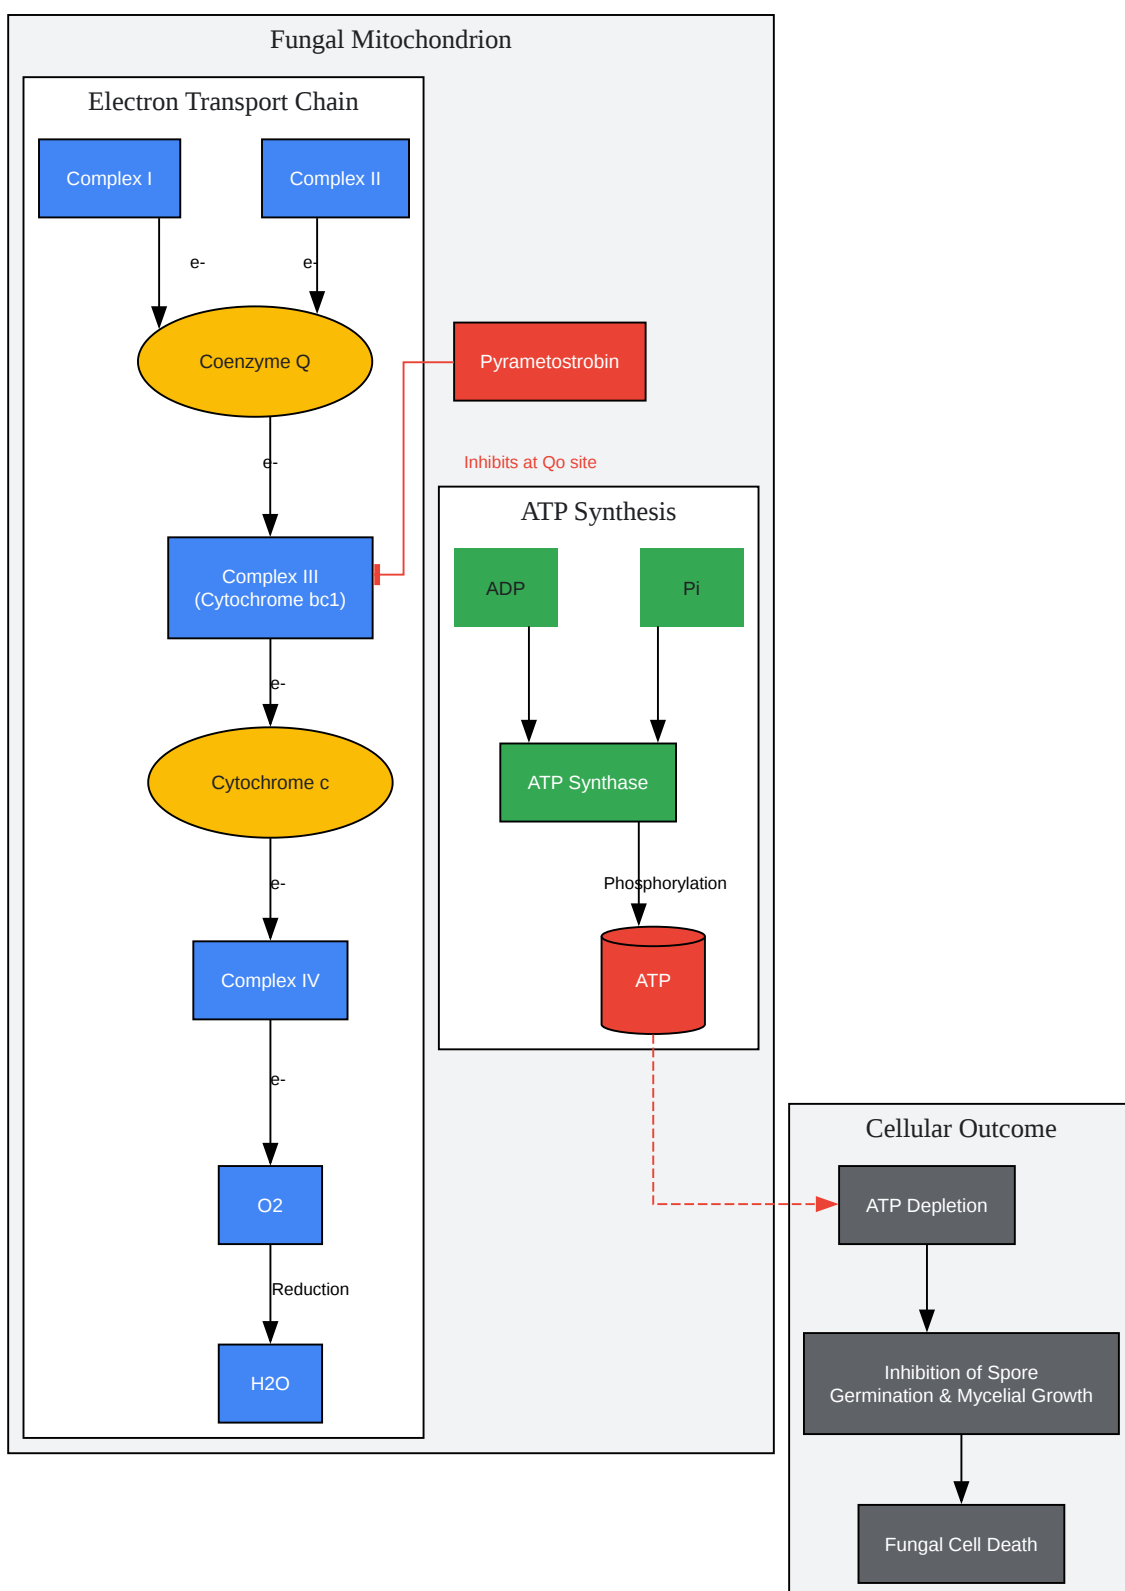 Fungal Mitochondrion
Electron Transport Chain
Complex I
Complex II
e-
e-
Coenzyme Q
Pyrametostrobin
e-
Inhibits at Qo site
ATP Synthesis
Complex III
(Cytochrome bc1)
ADP
Pi
e-
Cytochrome c
ATP Synthase
e-
Phosphorylation
Complex IV
ATP
e-
Cellular Outcome
O2
ATP Depletion
Reduction
H2O
Inhibition of Spore
Germination & Mycelial Growth
Fungal Cell Death